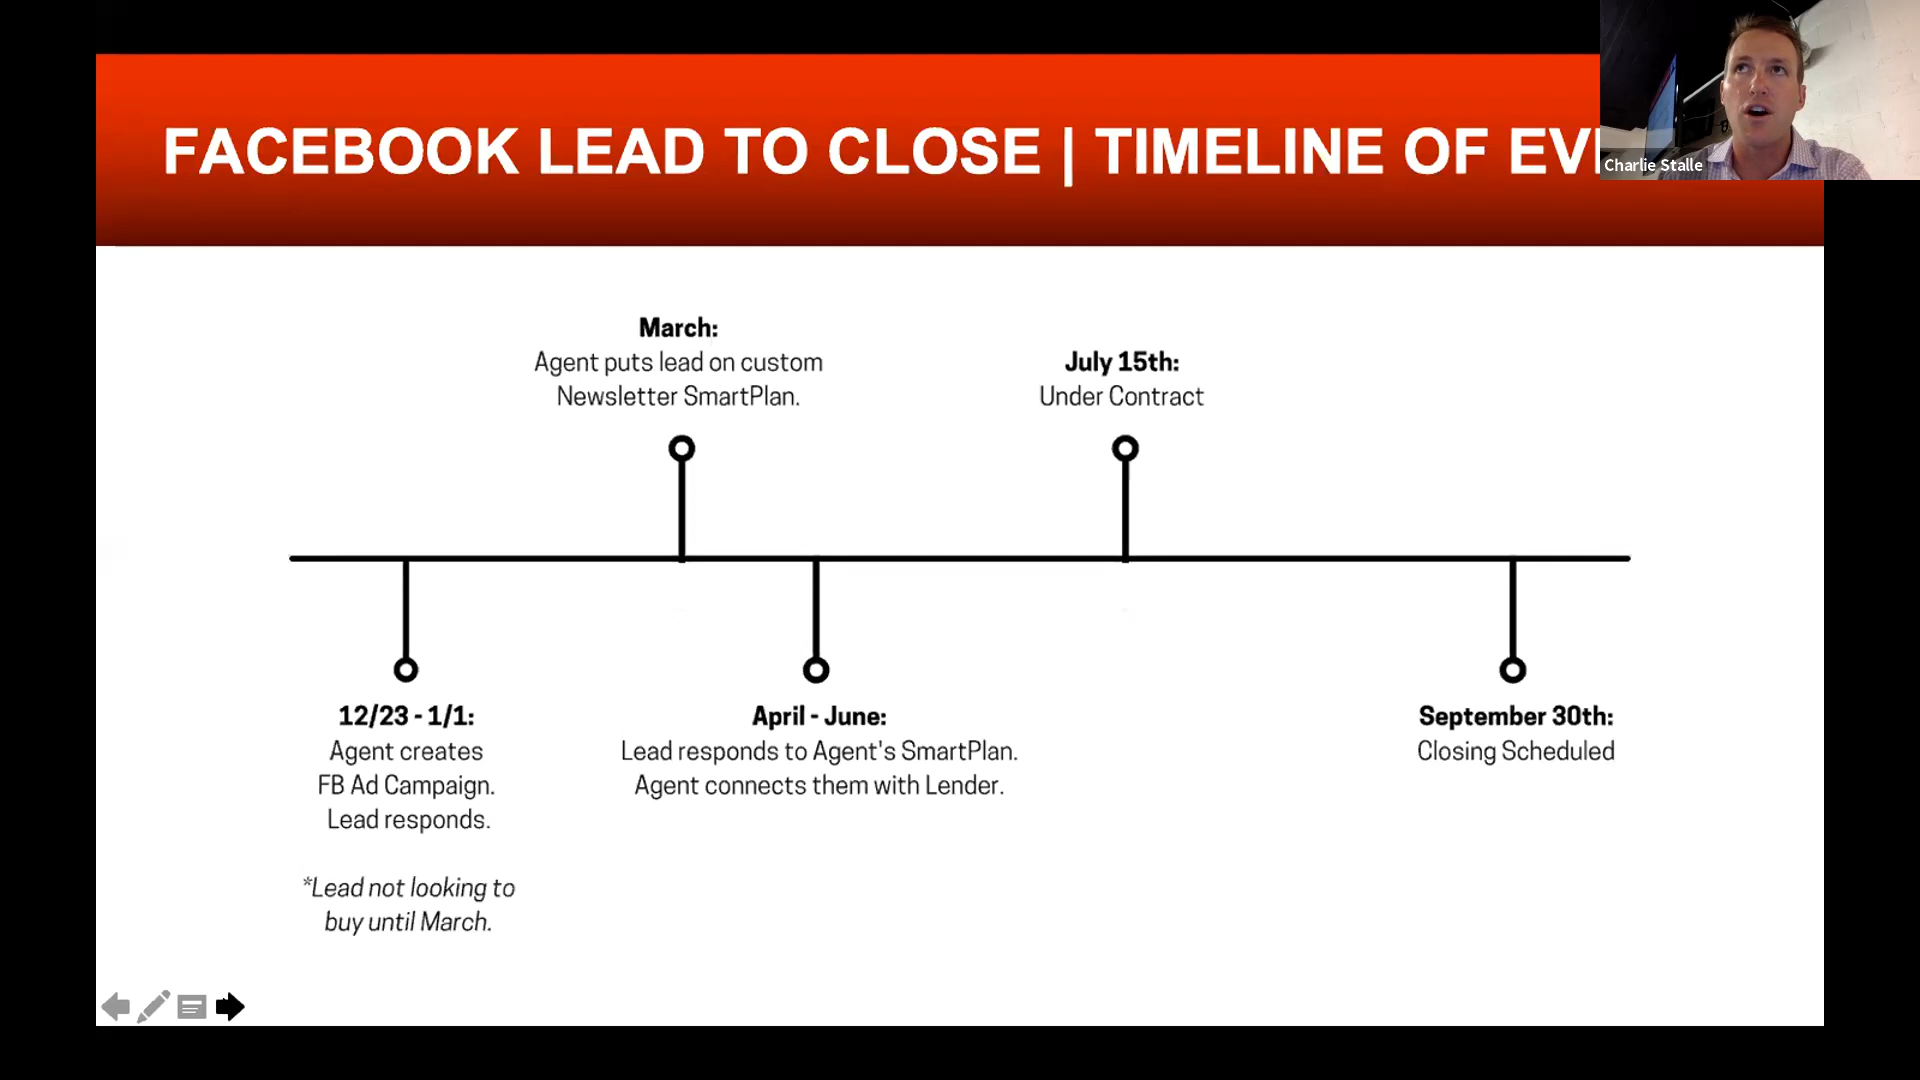 FACEBOOK LEAD TO CLOSE | TIMELINE OF
Charlie Stalle
March:
Agent puts lead on custom
Newsletter SmartPlan.
July 15th:
Under Contract
12/23 - 1/1:
Agent creates
FB Ad Campaign.
Lead responds.
*Lead not looking to
buy until March.
April - June:
Lead responds to Agent's SmartPlan.
Agent connects them with Lender.
September 30th:
Closing Scheduled